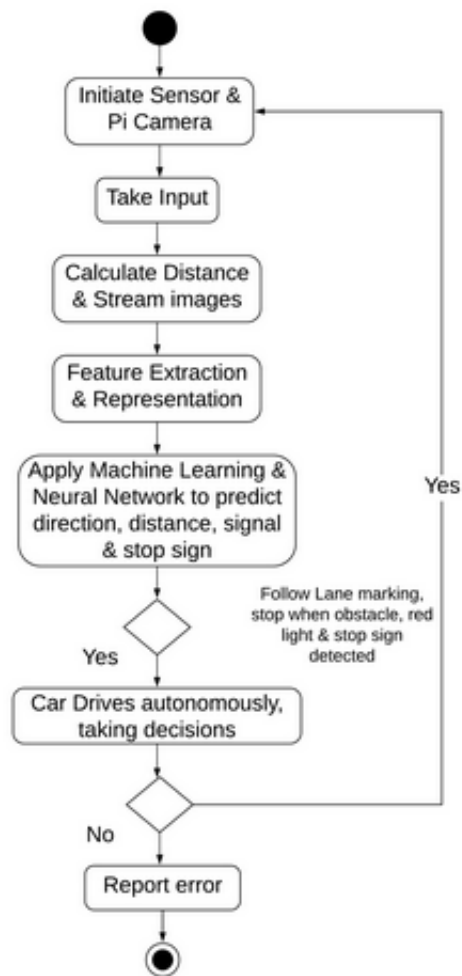 Initiate Sensor &
Pi Camera
Take Input
Calculate Distance
& Stream images
Feature Extraction
& Representation
Apply Machine Learning &
Neural Network to predict
direction, distance, signal
& stop sign
Yes
Follow Lane marking,
stop when obstacle, red
light & stop sign
detected
Yes
Car Drives autonomously,
taking decisions
No
Report error